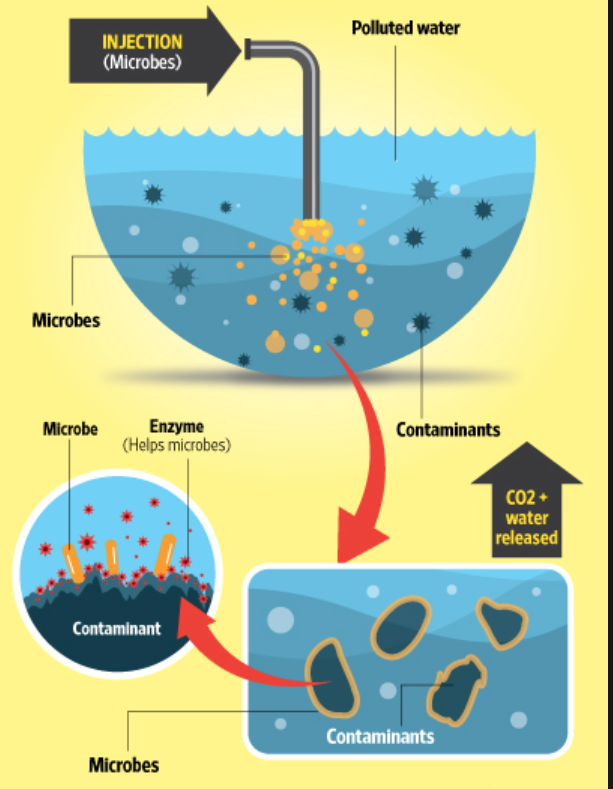 INJECTION
(Microbes)
Polluted water
Microbes
Contaminants
Microbe
Enzyme
(Helps microbes)
CO2 +
water
released
Contaminant
Contaminants
Microbes